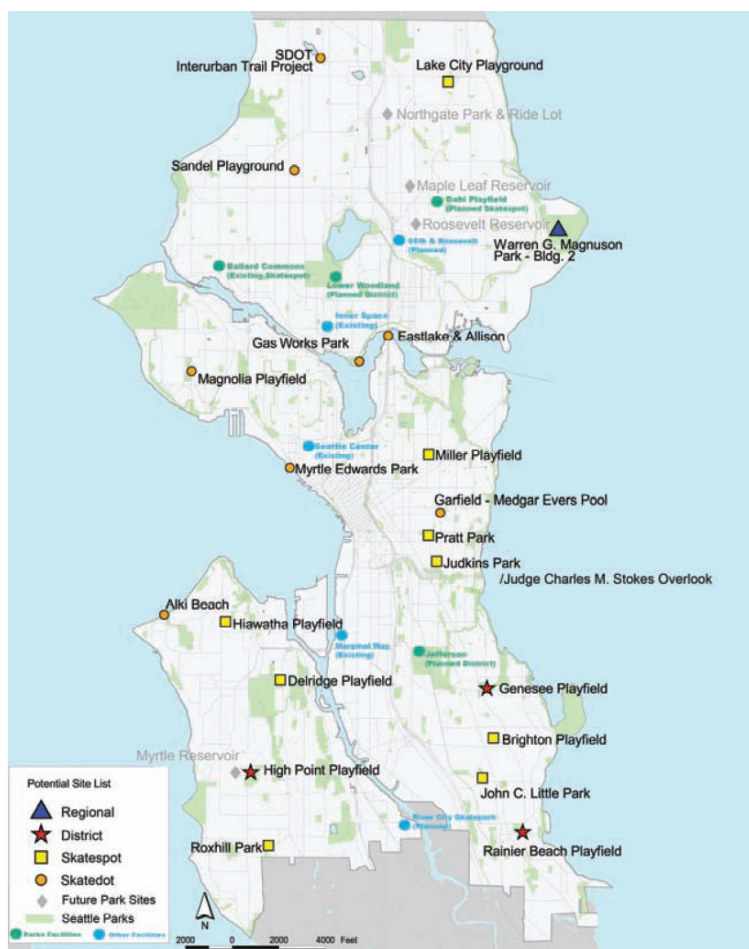 SDOT
Interurban Trail Project
Lake City Playground
Northgate Park & Ride Lot
Sandel Playground
Maple Leaf Reservoir
Dahl Playfield
(Planned Skatespot)
Roosevelt Reservoir
65th & Roosevelt
(Planned)
Warren G. Magnuson
Park - Bldg. 2
Ballard Commons
(Existing Skatespot)
Lower Woodland
(Planned District)
Inner Space
(Existing)
Eastlake & Allison
Gas Works Park
Magnolia Playfield
Seattle Center
(Existing)
Miller Playfield
Myrtle Edwards Park
Garfield - Medgar Evers Pool
Pratt Park
Judkins Park
/Judge Charles M. Stokes Overlook
Alki Beach
Hiawatha Playfield
Marginal Way
(Existing)
Jefferson
(Planned District)
Delridge Playfield
Genesee Playfield
Brighton Playfield
Myrtle Reservoir
High Point Playfield
John C. Little Park
River City Skatepark
(Planned)
Roxhill Park
Rainier Beach Playfield
Potential Site List
Regional
District
Skatespot
Skatedot
Future Park Sites
Seattle Parks
Parks Facilities
Other Facilities
N
2000 0 2000 4000 Feet